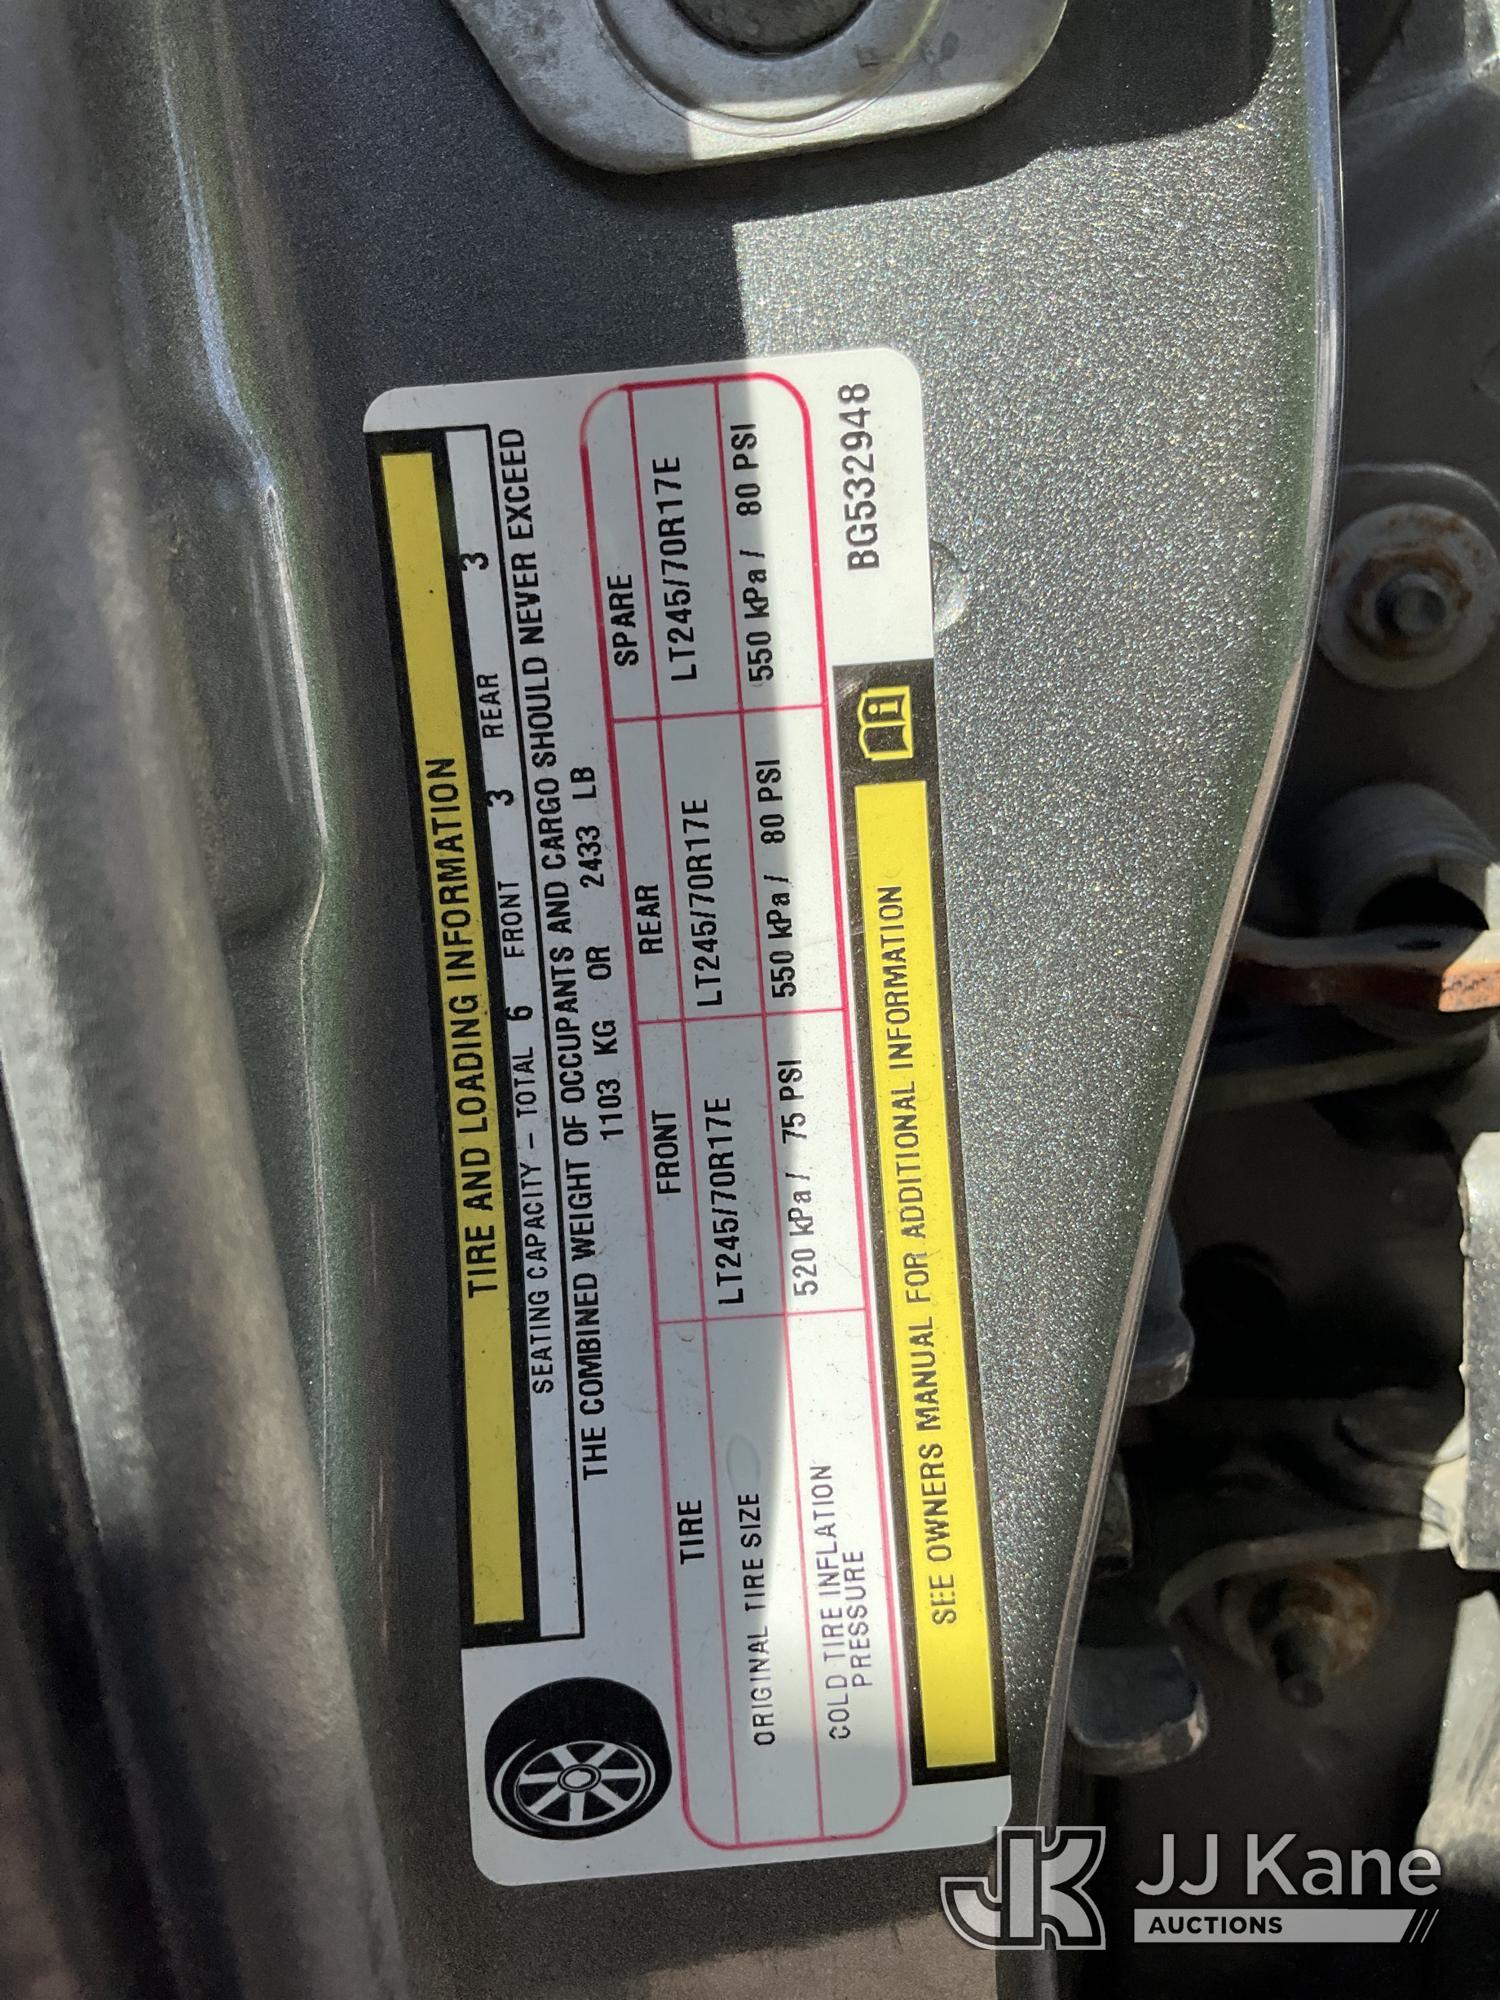 TIRE AND LOADING INFORMATION
SEATING CAPACITY - TOTAL 6 FRONT 3 REAR 3
THE COMBINED WEIGHT OF OCCUPANTS AND CARGO SHOULD NEVER EXCEED
1103 KG OR 2433 LB
TIRE FRONT REAR SPARE
ORIGINAL TIRE SIZE LT245/70R17E LT245/70R17E LT245/70R17E
COLD TIRE INFLATION PRESSURE 520 kPa / 75 PSI 550 kPa / 80 PSI 550 kPa / 80 PSI
SEE OWNERS MANUAL FOR ADDITIONAL INFORMATION
BG532948
JK JJ Kane
AUCTIONS